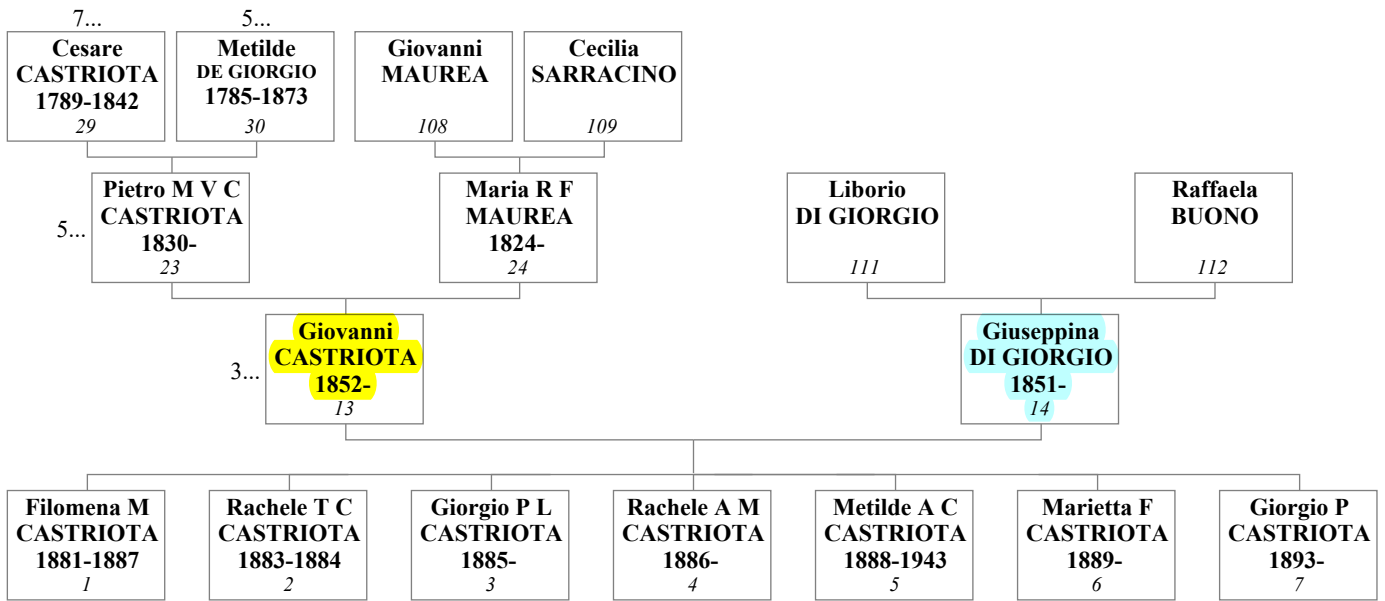 7...
5...
Cesare
CASTRIOTA
1789-1842
29
Metilde
DE GIORGIO
1785-1873
30
Giovanni
MAUREA
108
Cecilia
SARRACINO
109
5...
Pietro M V C
CASTRIOTA
1830-
23
Maria R F
MAUREA
1824-
24
Liborio
DI GIORGIO
111
Raffaela
BUONO
112
3...
Giovanni
CASTRIOTA
1852-
13
Giuseppina
DI GIORGIO
1851-
14
Filomena M
CASTRIOTA
1881-1887
1
Rachele T C
CASTRIOTA
1883-1884
2
Giorgio P L
CASTRIOTA
1885-
3
Rachele A M
CASTRIOTA
1886-
4
Metilde A C
CASTRIOTA
1888-1943
5
Marietta F
CASTRIOTA
1889-
6
Giorgio P
CASTRIOTA
1893-
7